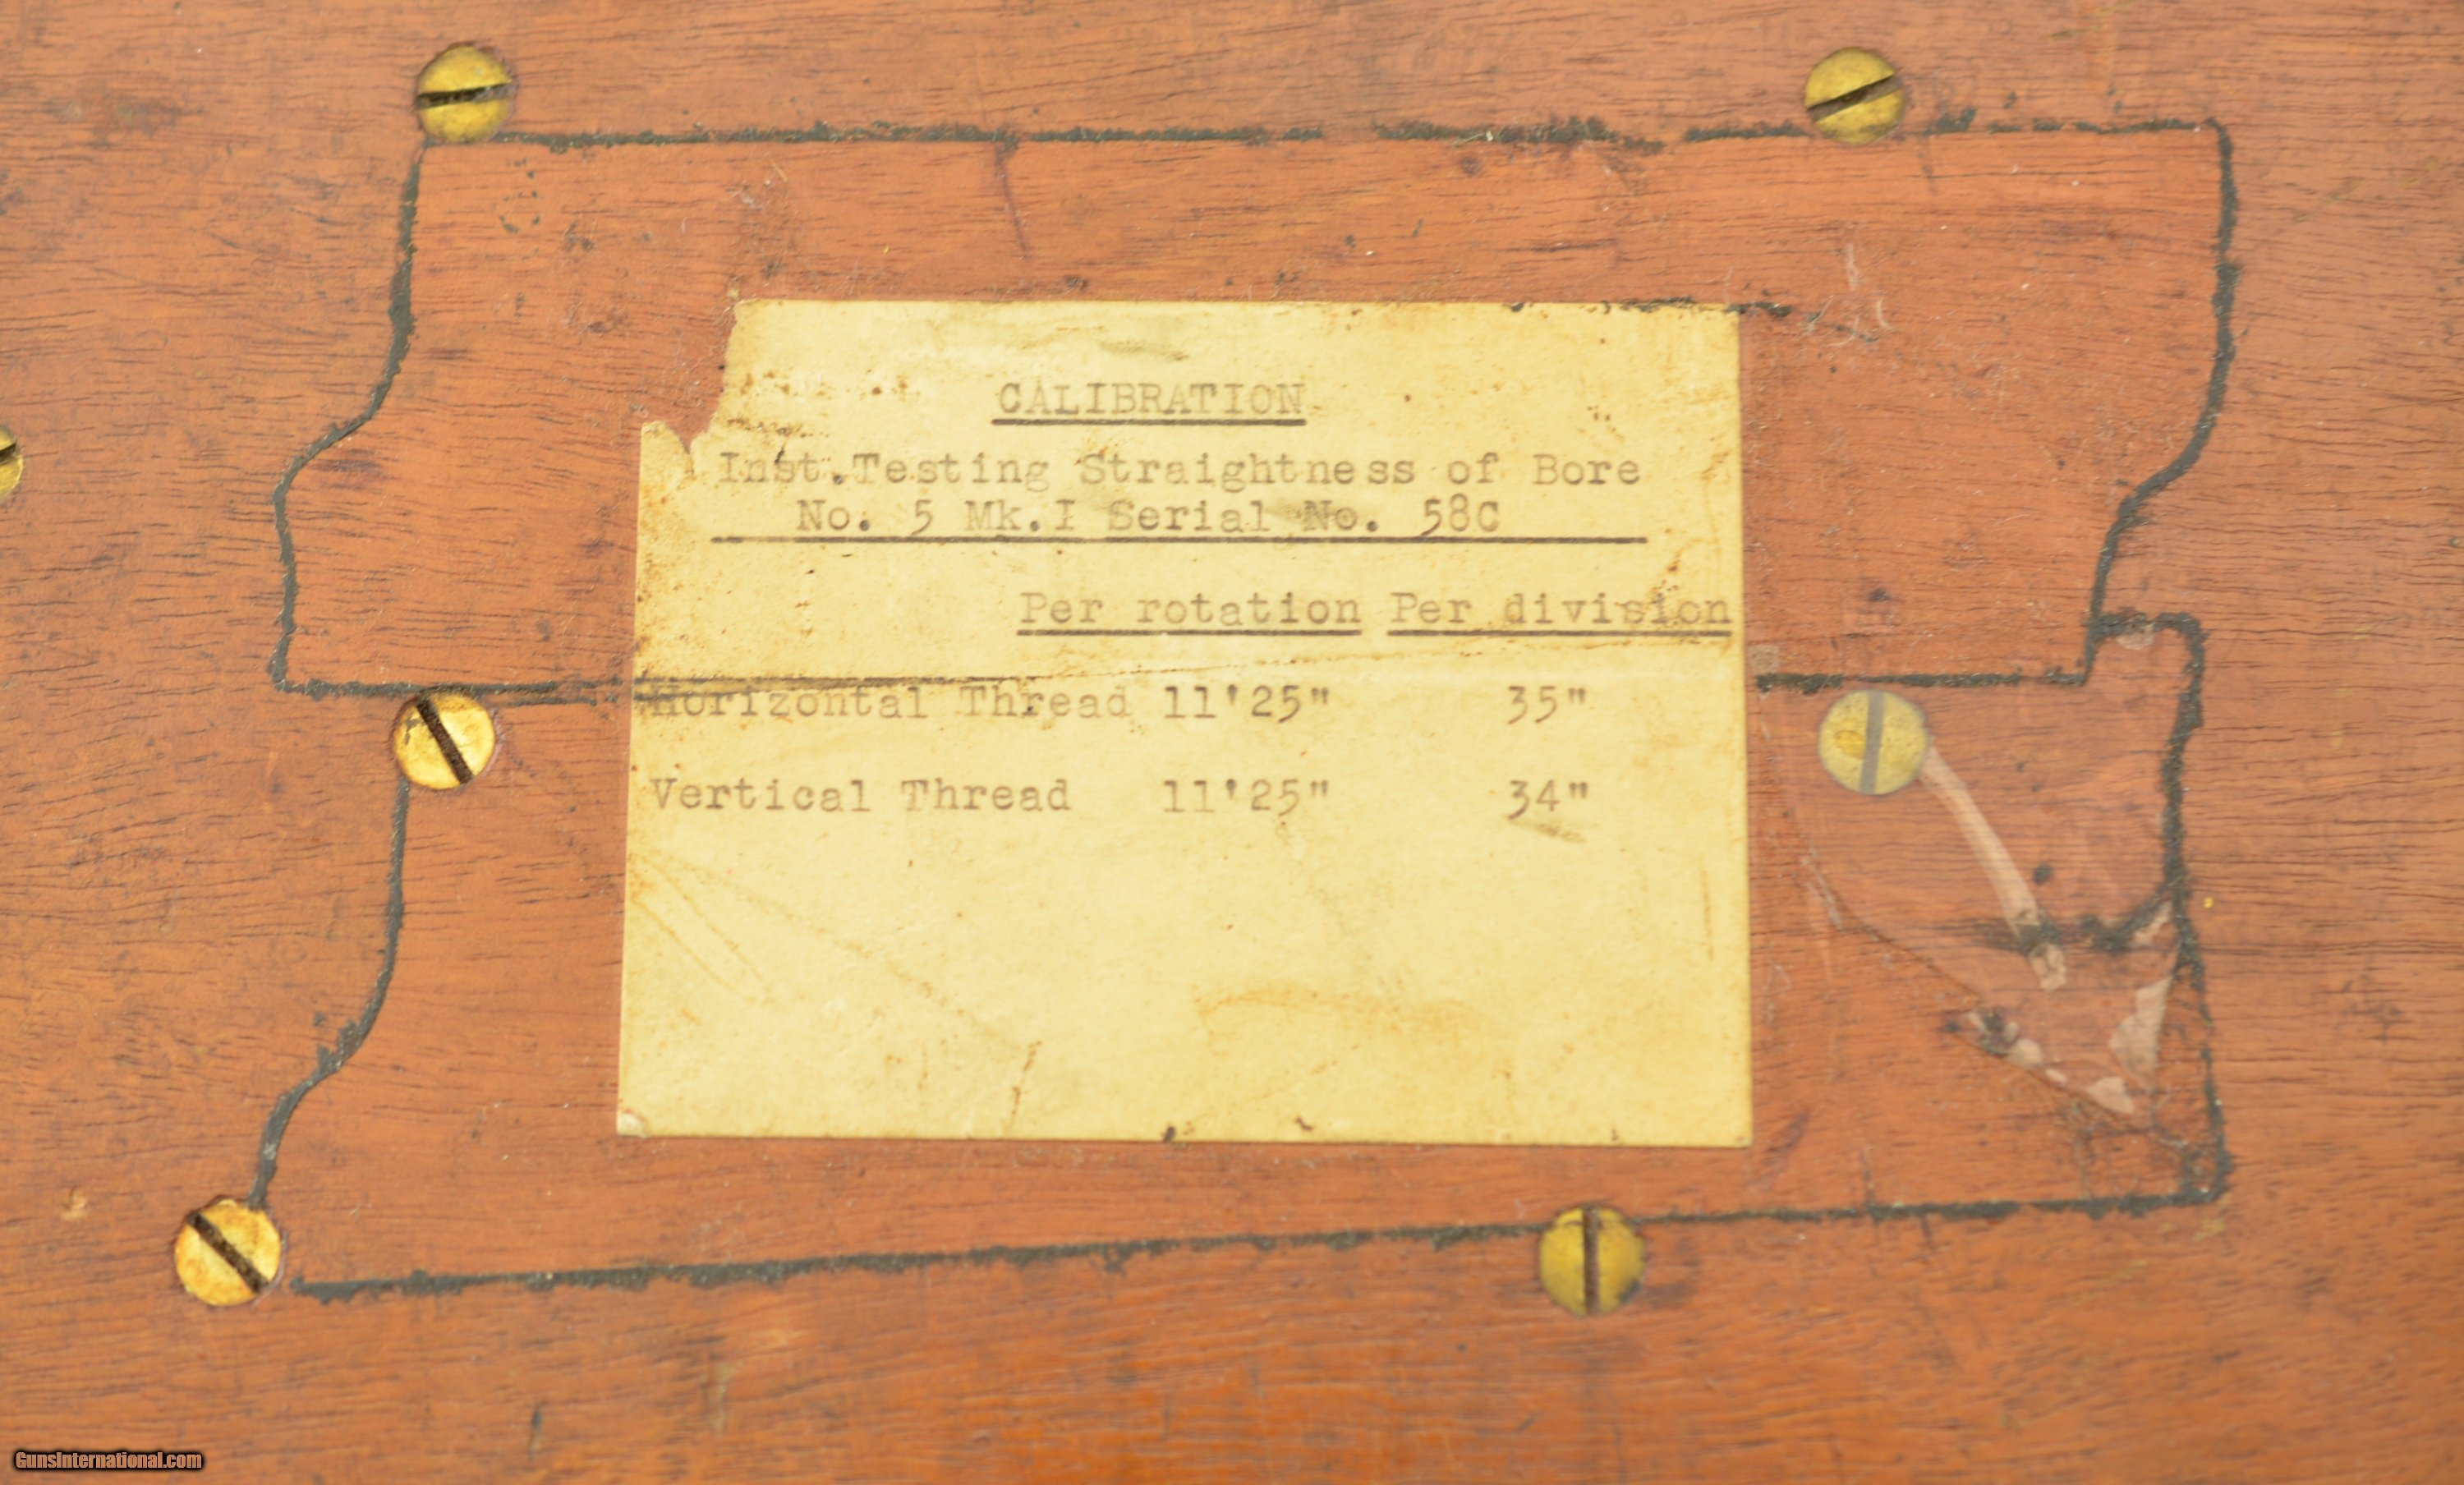 CALIBRATION
Inst.Testing Straightness of Bore
No. 5 Mk.I Serial No. 58C
Per rotation Per division
Horizontal Thread 11'25" 35"
Vertical Thread 11'25" 34"
GunsInternational.com